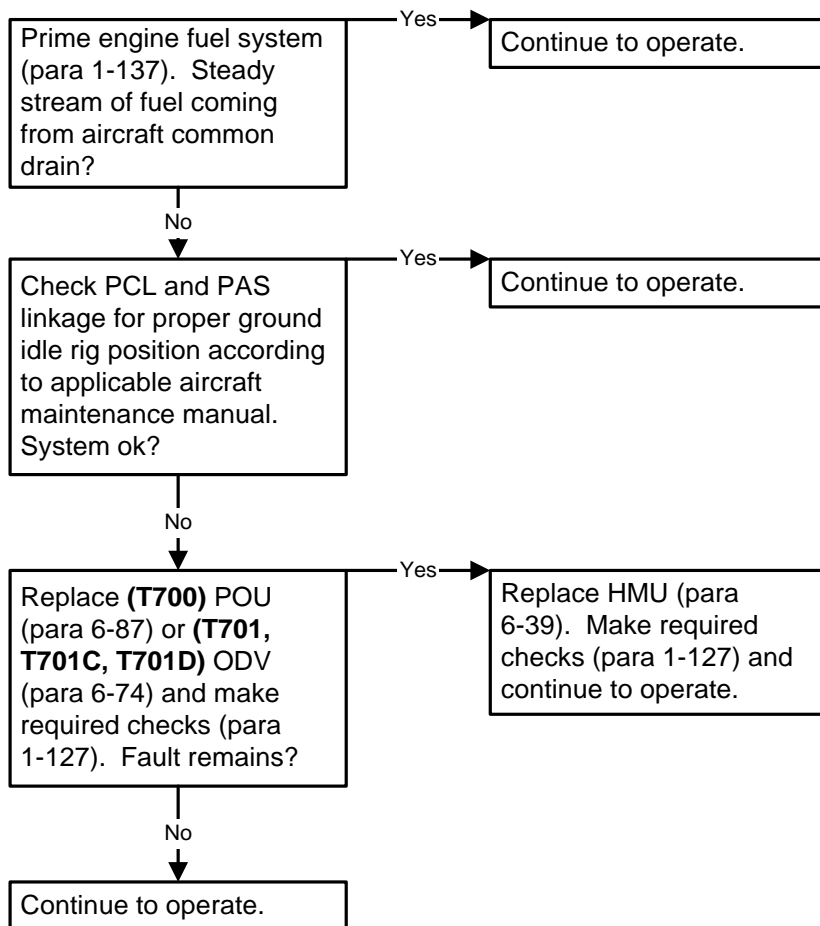 Prime engine fuel system
(para 1-137).  Steady
stream of fuel coming
from aircraft common
drain?
Yes
Continue to operate.
No
Check PCL and PAS
linkage for proper ground
idle rig position according
to applicable aircraft
maintenance manual.
System ok?
Yes
Continue to operate.
No
Replace (T700) POU
(para 6-87) or (T701,
T701C, T701D) ODV
(para 6-74) and make
required checks (para
1-127).  Fault remains?
Yes
Replace HMU (para
6-39).  Make required
checks (para 1-127) and
continue to operate.
No
Continue to operate.